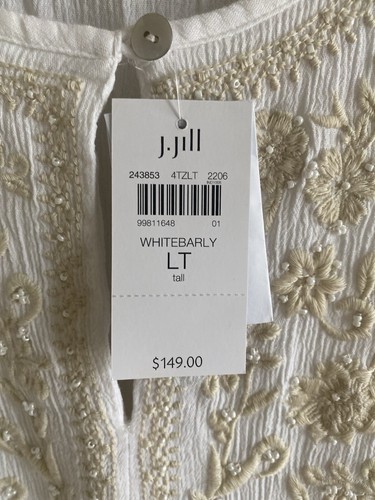 J.Jill
243853 4TZLT 2206
99811648 01
WHITEBARLY
LT
tall
$149.00